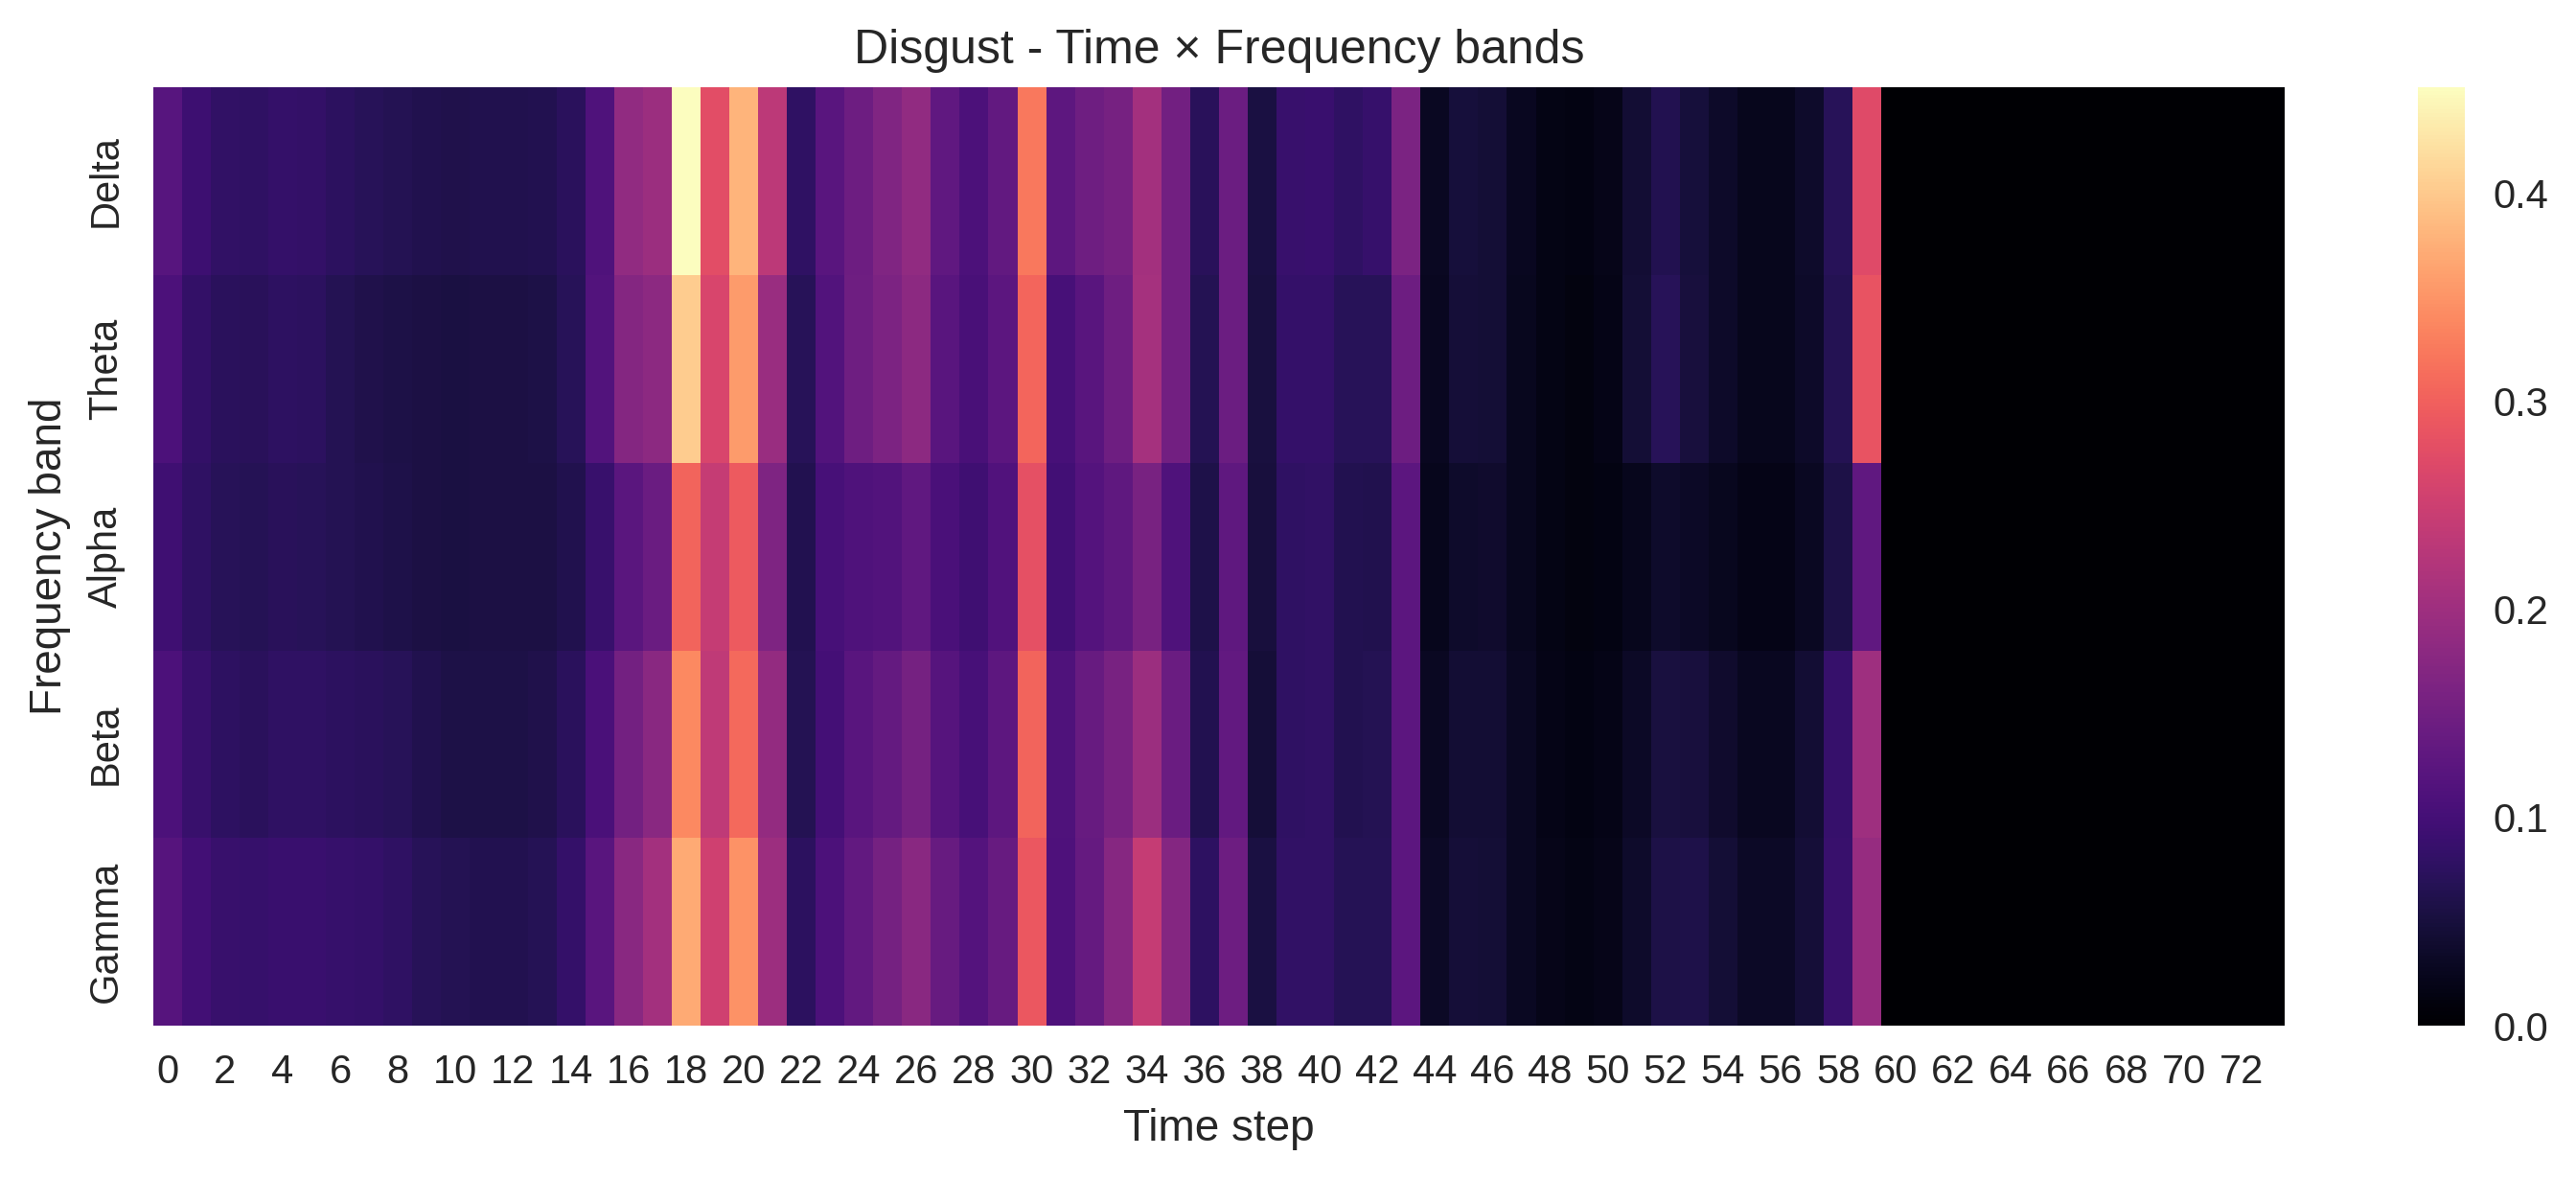 Disgust - Time × Frequency bands
Frequency band
Delta
Theta
Alpha
Beta
Gamma
0 2 4 6 8 10 12 14 16 18 20 22 24 26 28 30 32 34 36 38 40 42 44 46 48 50 52 54 56 58 60 62 64 66 68 70 72
Time step
0.4
0.3
0.2
0.1
0.0